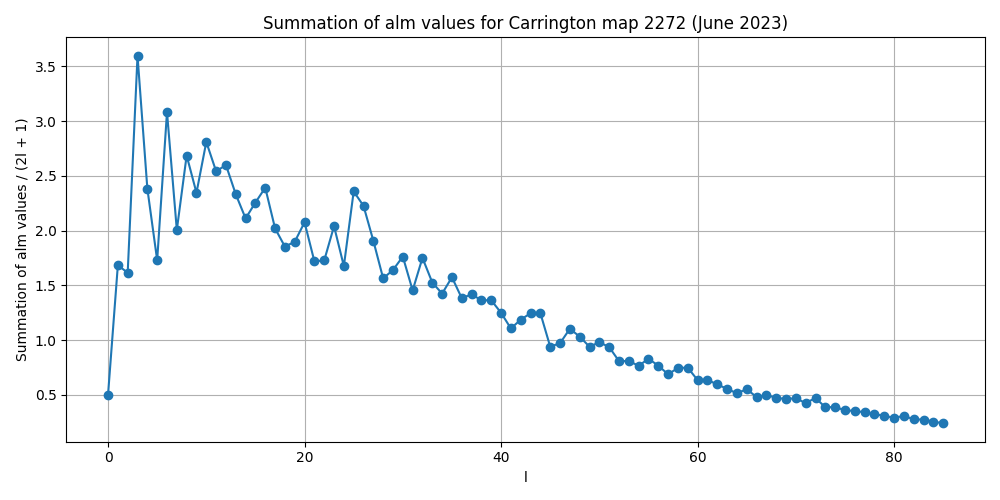 Summation of alm values for Carrington map 2272 (June 2023)
Summation of alm values / (2l + 1)
3.5
3.0
2.5
2.0
1.5
1.0
0.5
0 20 40 60 80
l